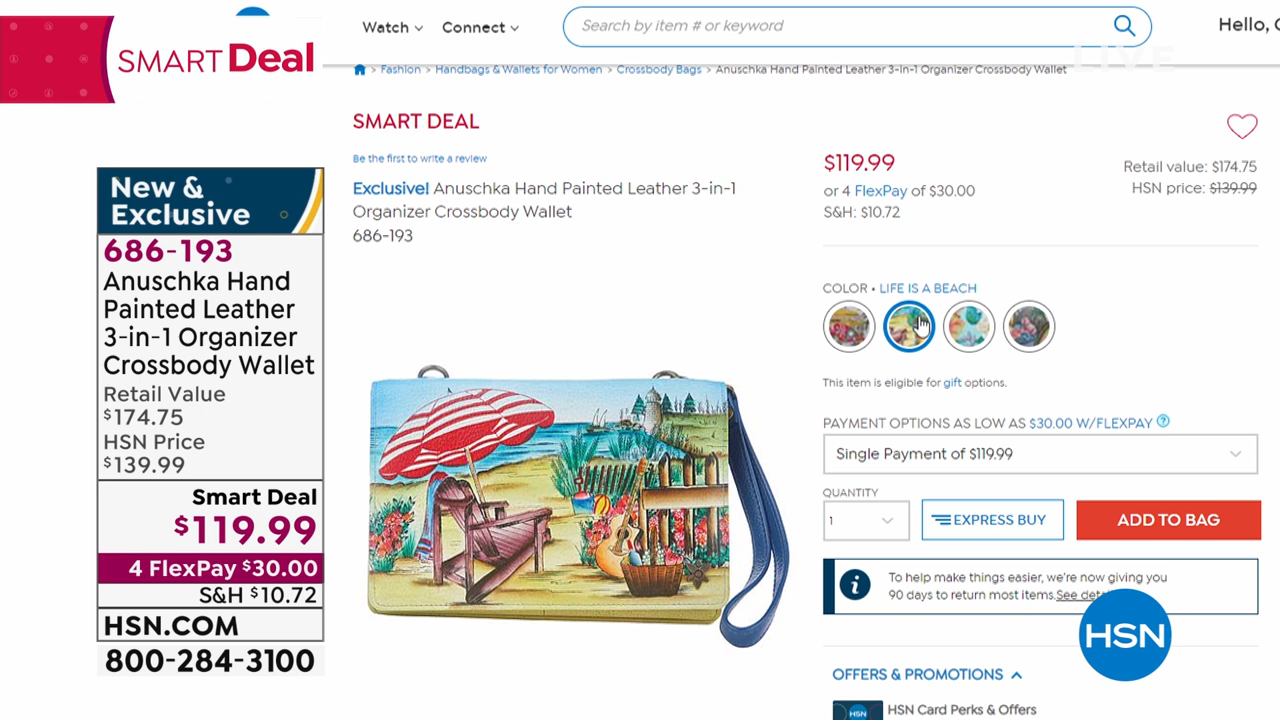 SMART Deal
Watch
Connect
Search by item # or keyword
Hello,
LIVE
> Fashion > Handbags & Wallets for Women > Crossbody Bags > Anuschka Hand Painted Leather 3-in-1 Organizer Crossbody Wallet
New &
Exclusive
686-193
Anuschka Hand
Painted Leather
3-in-1 Organizer
Crossbody Wallet
Retail Value
$174.75
HSN Price
$139.99
Smart Deal
$119.99
4 FlexPay $30.00
S&H $10.72
HSN.COM
800-284-3100
SMART DEAL
Be the first to write a review
Exclusive! Anuschka Hand Painted Leather 3-in-1
Organizer Crossbody Wallet
686-193
$119.99
or 4 FlexPay of $30.00
S&H: $10.72
Retail value: $174.75
HSN price: $139.99
COLOR • LIFE IS A BEACH
This item is eligible for gift options.
PAYMENT OPTIONS AS LOW AS $30.00 W/FLEXPAY ?
Single Payment of $119.99
QUANTITY
1
EXPRESS BUY
ADD TO BAG
i
To help make things easier, we're now giving you
90 days to return most items. See
HSN
OFFERS & PROMOTIONS
HSN
HSN Card Perks & Offers